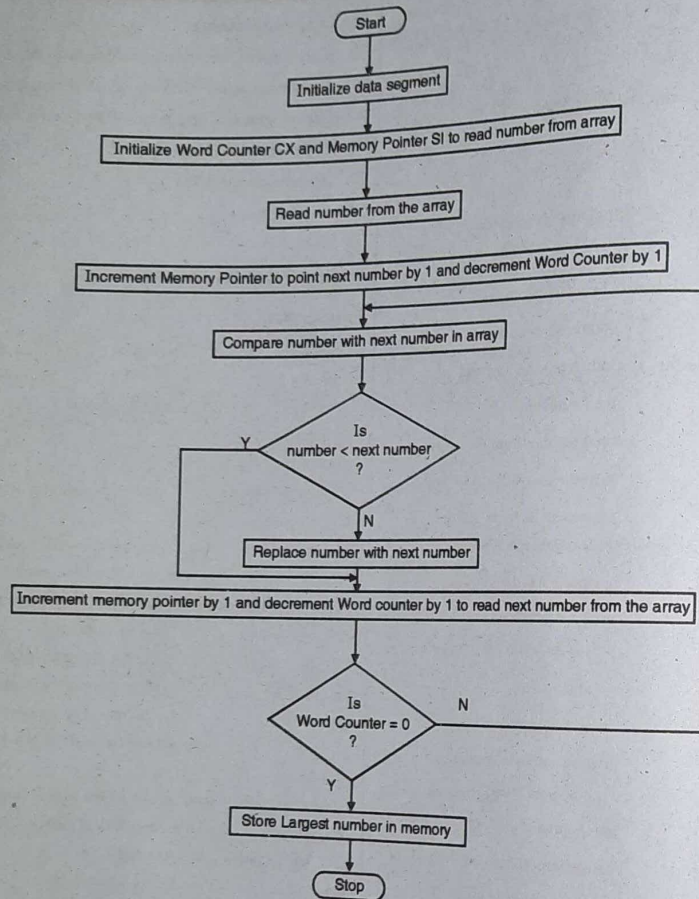 Start
Initialize data segment
Initialize Word Counter CX and Memory Pointer SI to read number from array
Read number from the array
Increment Memory Pointer to point next number by 1 and decrement Word Counter by 1
Compare number with next number in array
Is
number < next number
?
Y
N
Replace number with next number
Increment memory pointer by 1 and decrement Word counter by 1 to read next number from the array
Is
Word Counter = 0
?
N
Y
Store Largest number in memory
Stop